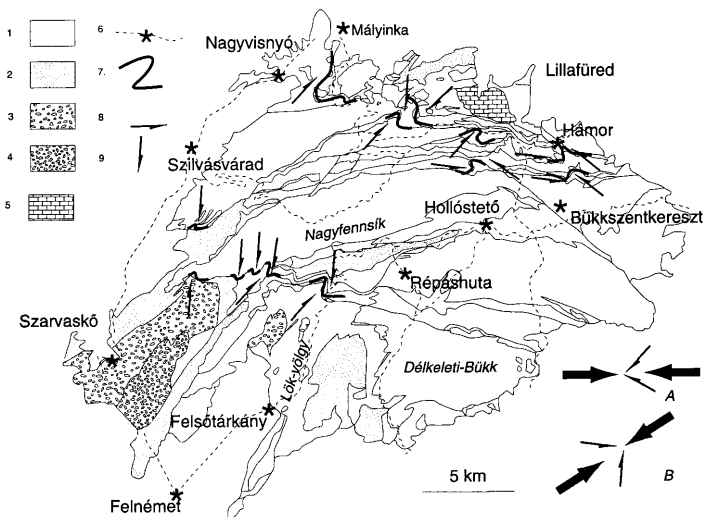 1
2
3
4
5
6
7.
8
9
Mályinka
Nagyvisnyó
Lillafüred
Hámor
Szilvásvárad
Hollóstető
Bükkszentkereszt
Nagyfennsík
Répáshuta
Szarvaskő
Délkeleti-Bükk
Lök-völgy
Felsőtárkány
Felnémet
5 km
A
B